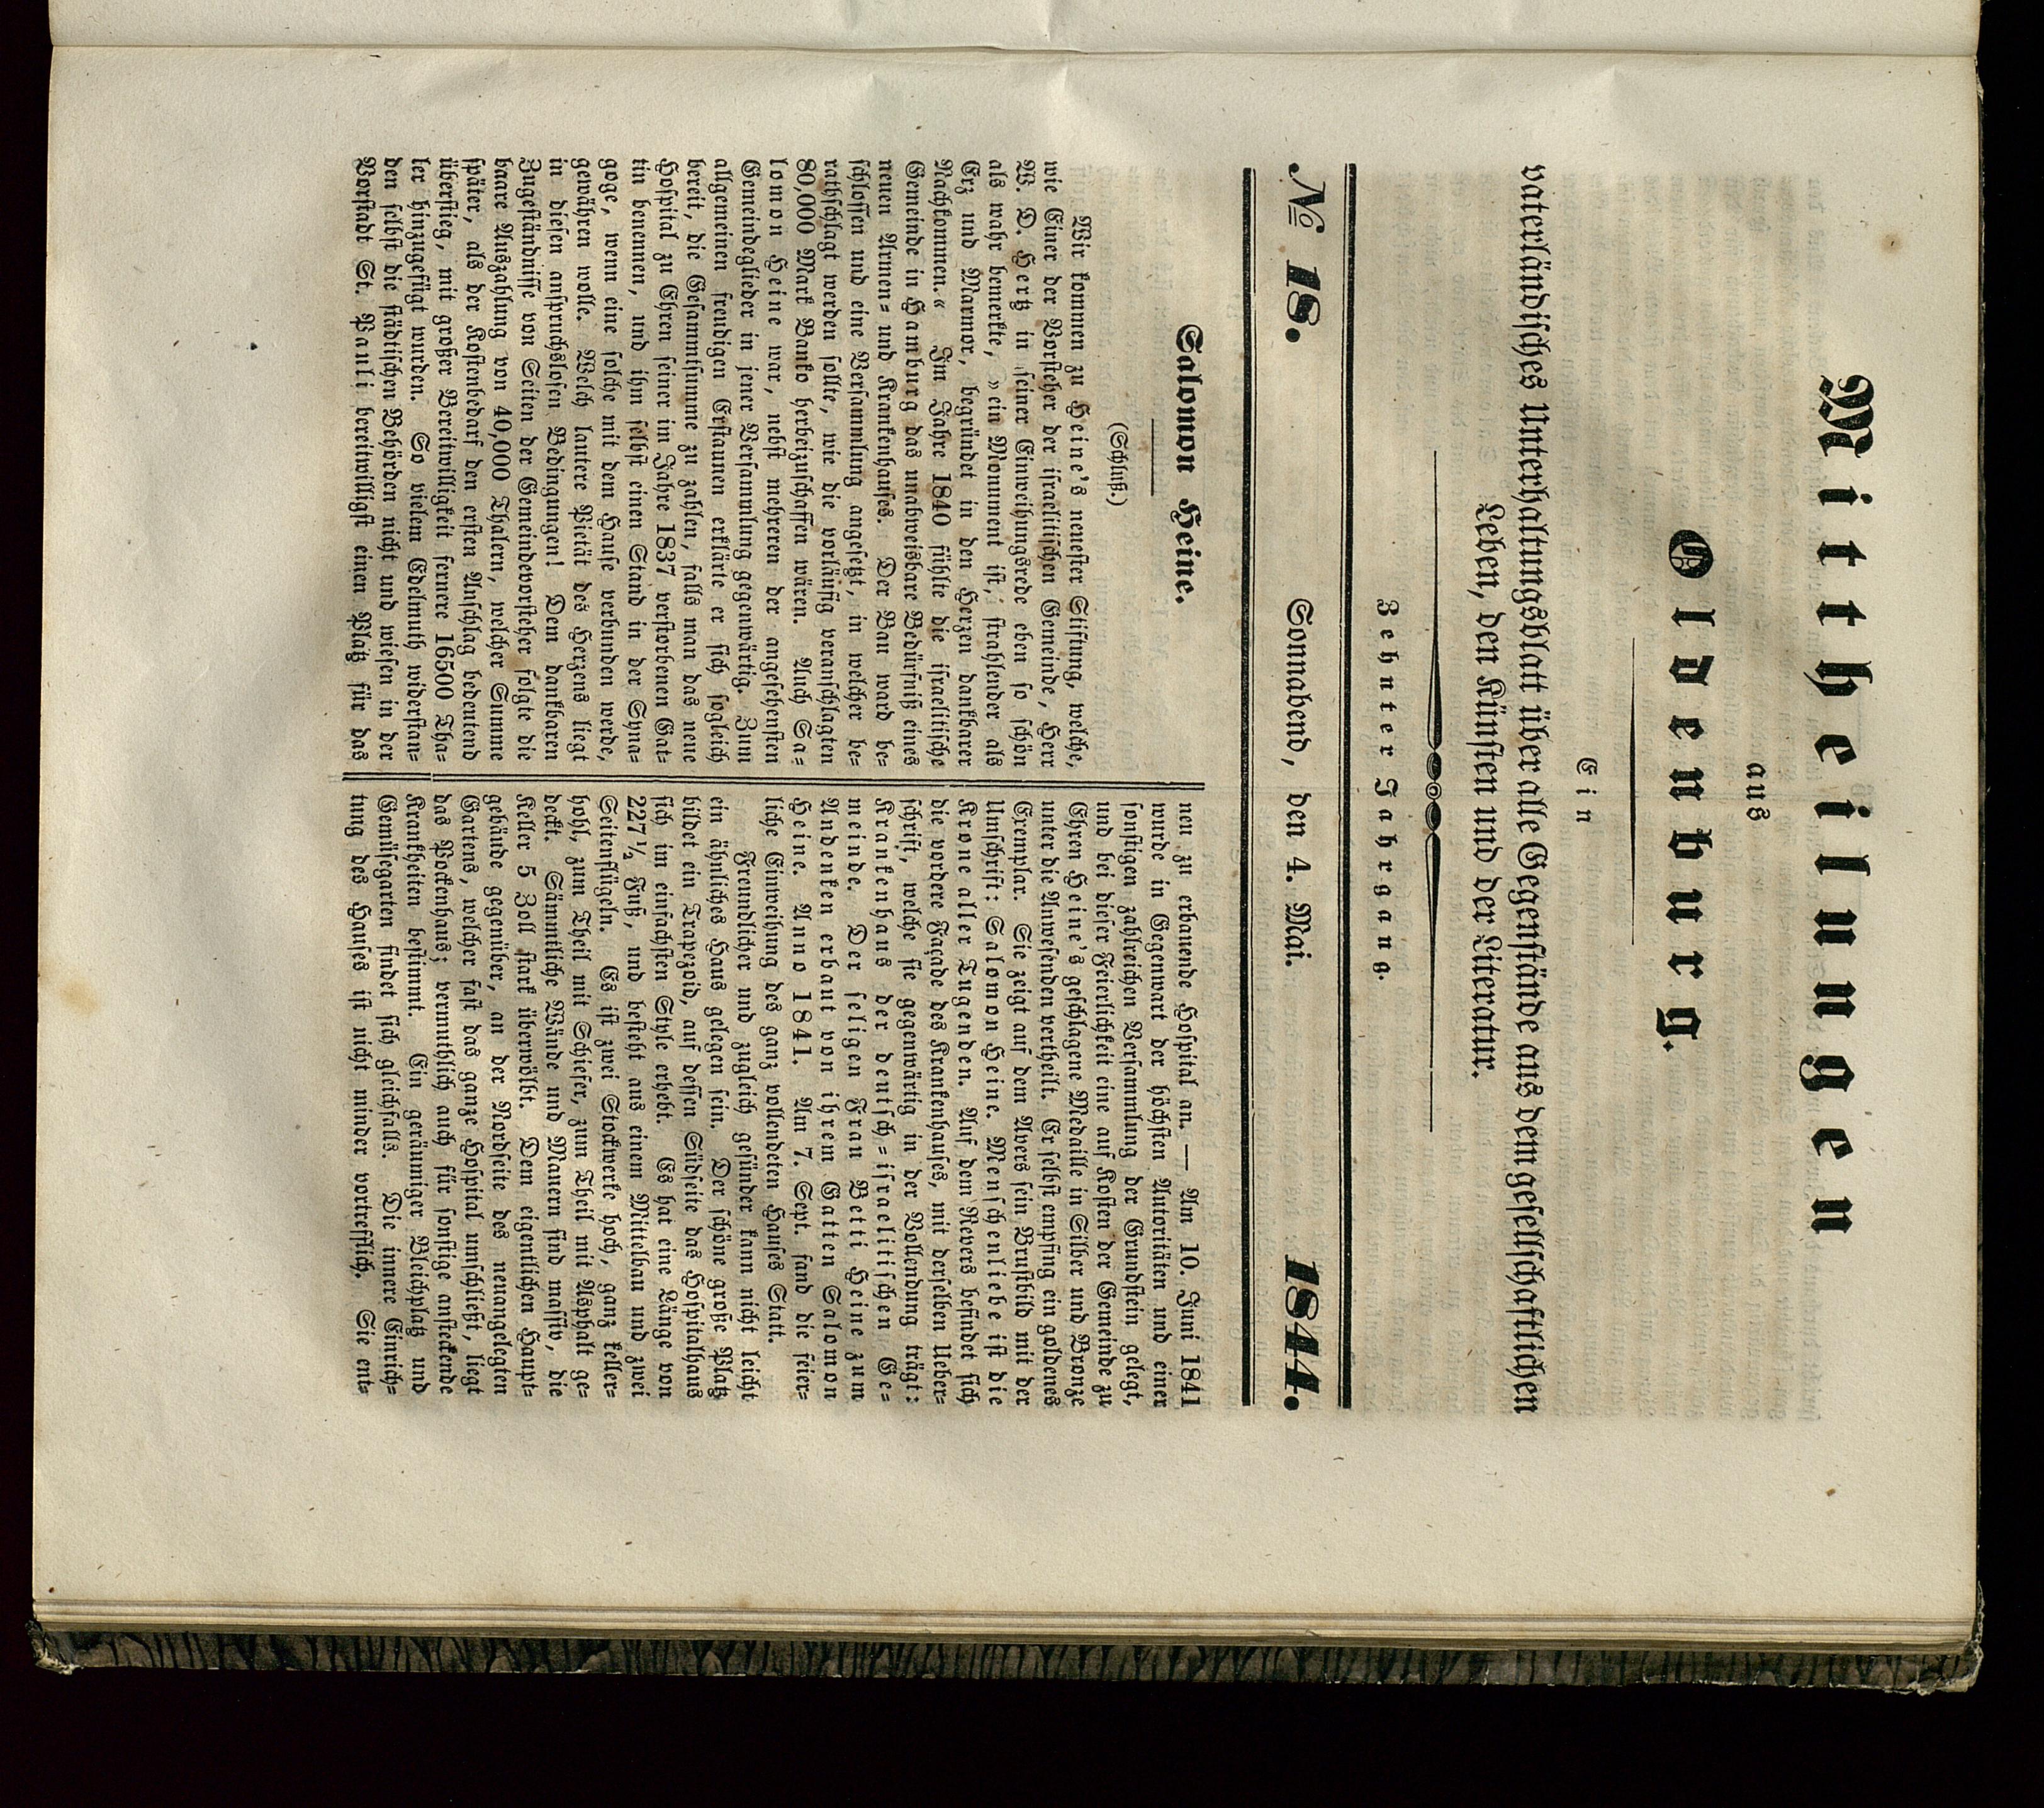 Mittheilungen
aus
Oldenburg.
Ein
vaterländisches Unterhaltungsblatt über alle Gegenstände aus dem gesellschaftlichen
Leben, den Künsten und der Literatur.
Zehnter Jahrgang.
№ 18. Sonnabend, den 4. Mai. 1844.
Salomon Heine.
(Schluß.)
Wir kommen zu Heine's neuester Stiftung, welche,
wie Einer der Vorsteher der israelitischen Gemeinde, Herr
W. D. Hertz in seiner Einweihungsrede eben so schön
als wahr bemerkte, »ein Monument ist, strahlender als
Erz und Marmor, begründet in den Herzen dankbarer
Nachkommen.« Im Jahre 1840 fühlte die israelitische
Gemeinde in Hamburg das unabweisbare Bedürfniß eines
neuen Armen= und Krankenhauses. Der Bau ward be=
schlossen und eine Versammlung angesetzt, in welcher be=
rathschlagt werden sollte, wie die vorläufig veranschlagten
80,000 Mark Banko herbeizuschaffen wären. Auch Sa=
lomon Heine war, nebst mehreren der angesehensten
Gemeindeglieder in jener Versammlung gegenwärtig. Zum
allgemeinen freudigen Erstaunen erklärte er sich sogleich
bereit, die Gesammtsumme zu zahlen, falls man das neue
Hospital zu Ehren seiner im Jahre 1837 verstorbenen Gat=
tin benennen, und ihm selbst einen Stand in der Syna=
goge, wenn eine solche mit dem Hause verbunden werde,
gewähren wolle. Welch lautere Pietät des Herzens liegt
in diesen anspruchslosen Bedingungen! Dem dankbaren
Zugeständnisse von Seiten der Gemeindevorsteher folgte die
baare Auszahlung von 40,000 Thalern, welcher Summe
später, als der Kostenbedarf den ersten Anschlag bedeutend
überstieg, mit großer Bereitwilligkeit fernere 16500 Tha=
ler hinzugefügt wurden. So vielem Edelmuth widerstan=
den selbst die städtischen Behörden nicht und wiesen in der
Vorstadt St. Pauli bereitwilligst einen Platz für das
neu zu erbauende Hospital an. — Am 10. Juni 1841
wurde in Gegenwart der höchsten Autoritäten und einer
sonstigen zahlreichen Versammlung der Grundstein gelegt,
und bei dieser Feierlichkeit eine auf Kosten der Gemeinde zu
Ehren Heine's geschlagene Medaille in Silber und Bronze
unter die Anwesenden vertheilt. Er selbst empfing ein goldenes
Exemplar. Sie zeigt auf dem Avers sein Brustbild mit der
Umschrift: Salomon Heine. Menschenliebe ist die
Krone aller Tugenden. Auf dem Revers befindet sich
die vordere Façade des Krankenhauses, mit derselben Ueber=
schrift, welche sie gegenwärtig in der Vollendung trägt:
Krankenhaus der deutsch=israelitischen Ge=
meinde. Der seligen Frau Betti Heine zum
Andenken erbaut von ihrem Gatten Salomon
Heine. Anno 1841. Am 7. Sept. fand die feier=
liche Einweihung des ganz vollendeten Hauses Statt.
Freundlicher und zugleich gesünder kann nicht leicht
ein ähnliches Haus gelegen sein. Der schöne große Platz
bildet ein Trapezoid, auf dessen Südseite das Hospitalhaus
sich im einfachsten Style erhebt. Es hat eine Länge von
227½ Fuß, und besteht aus einem Mittelbau und zwei
Seitenflügeln. Es ist zwei Stockwerke hoch, ganz keller=
hohl, zum Theil mit Schiefer, zum Theil mit Asphalt ge=
deckt. Sämmtliche Wände und Mauern sind massiv, die
Keller 5 Zoll stark überwölbt. Dem eigentlichen Haupt=
gebäude gegenüber, an der Nordseite des neuangelegten
Gartens, welcher fast das ganze Hospital umschließt, liegt
das Pockenhaus; vermuthlich auch für sonstige ansteckende
Krankheiten bestimmt. Ein geräumiger Bleichplatz und
Gemüsegarten findet sich gleichfalls. Die innere Einrich=
tung des Hauses ist nicht minder vortrefflich. Sie ent=